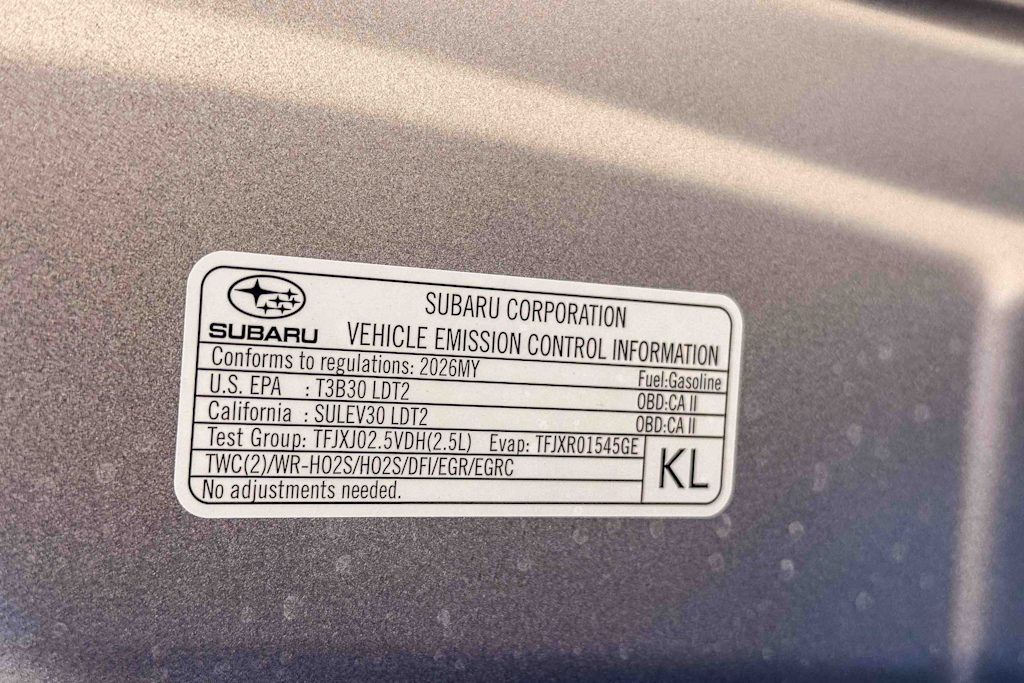 SUBARU
SUBARU CORPORATION
VEHICLE EMISSION CONTROL INFORMATION
Conforms to regulations: 2026MY Fuel:Gasoline
U.S. EPA : T3B30 LDT2 OBD:CA II
California : SULEV30 LDT2 OBD:CA II
Test Group: TFJXJ02.5VDH(2.5L) Evap: TFJXR01545GE
TWC(2)/WR-HO2S/HO2S/DFI/EGR/EGRC
No adjustments needed.
KL